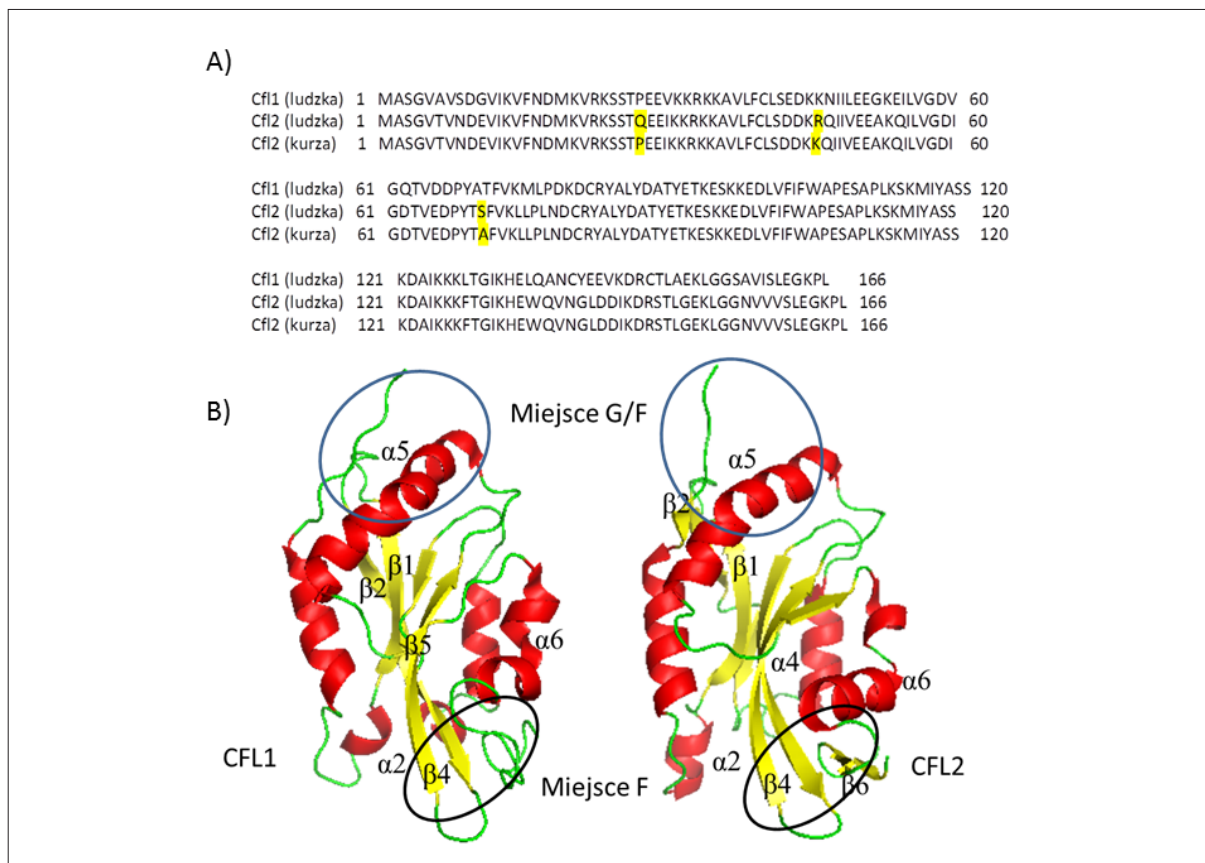 A)
Cfl1 (ludzka) 1 MASGVAVSDGVIKVFNDMKVRKSSTPEEVKKRKKAVLFCLSEDKKNIILEEGKEILVGDV 60
Cfl2 (ludzka) 1 MASGVTVNDEVIKVFNDMKVRKSSTQEEIKKRKKAVLFCLSDDKRQIIVEEAKQILVGDI 60
Cfl2 (kurza) 1 MASGVTVNDEVIKVFNDMKVRKSSTPEEIKKRKKAVLFCLSDDKKQIIVEEAKQILVGDI 60
Cfl1 (ludzka) 61 GQTVDDPYATFVKMLPDKDCRYALYDATYETKESKKEDLVFIFWAPESAPLKSKMIYASS 120
Cfl2 (ludzka) 61 GDTVEDPYTSFVKLLPLNDCRYALYDATYETKESKKEDLVFIFWAPESAPLKSKMIYASS 120
Cfl2 (kurza) 61 GDTVEDPYTAFVKLLPLNDCRYALYDATYETKESKKEDLVFIFWAPESAPLKSKMIYASS 120
Cfl1 (ludzka) 121 KDAIKKKLTGIKHELQANCYEEVKDRCTLAEKLGGSAVISLEGKPL 166
Cfl2 (ludzka) 121 KDAIKKKFTGIKHEWQVNGLDDIKDRSTLGEKLGGNVVVSLEGKPL 166
Cfl2 (kurza) 121 KDAIKKKFTGIKHEWQVNGLDDIKDRSTLGEKLGGNVVVSLEGKPL 166
B)
Miejsce G/F
α5
β1
β2
β5
α6
α2
β4
CFL1
Miejsce F
α5
β2
β1
α4
α6
α2
β4
β6
CFL2